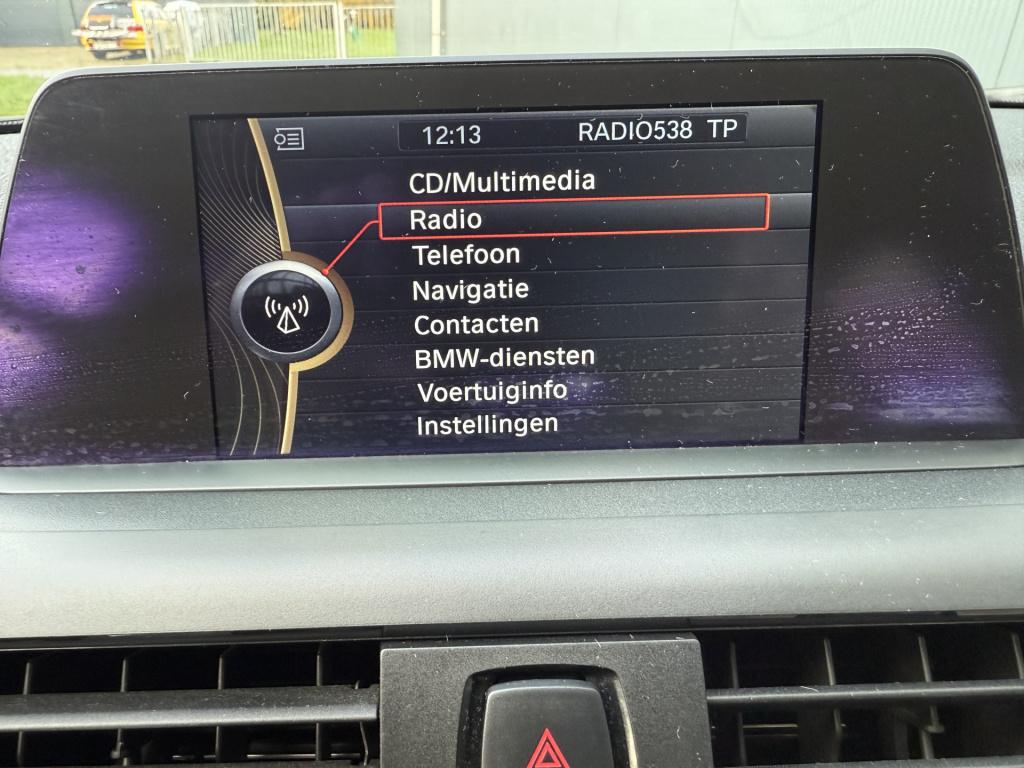 12:13 RADIO538 TP
CD/Multimedia
Radio
Telefoon
Navigatie
Contacten
BMW-diensten
Voertuiginfo
Instellingen